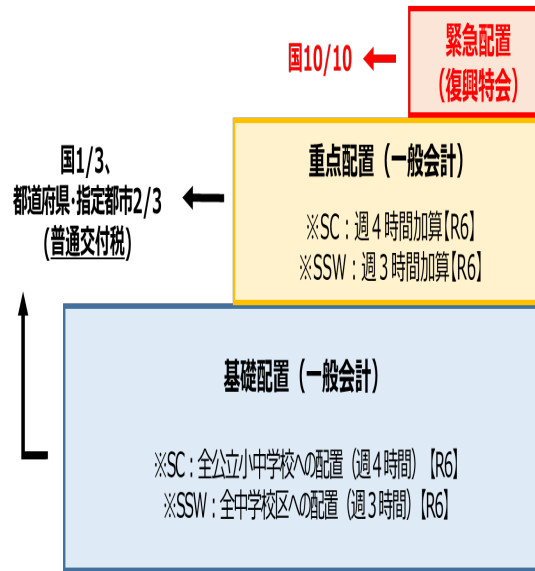 緊急配置
(復興特会)
国10/10
重点配置（一般会計）
※SC：週４時間加算【R6】
※SSW：週３時間加算【R6】
国1/3、
都道府県・指定都市2/3
(普通交付税)
基礎配置（一般会計）
※SC：全公立小中学校への配置（週４時間）【R6】
※SSW：全中学校区への配置（週３時間）【R6】